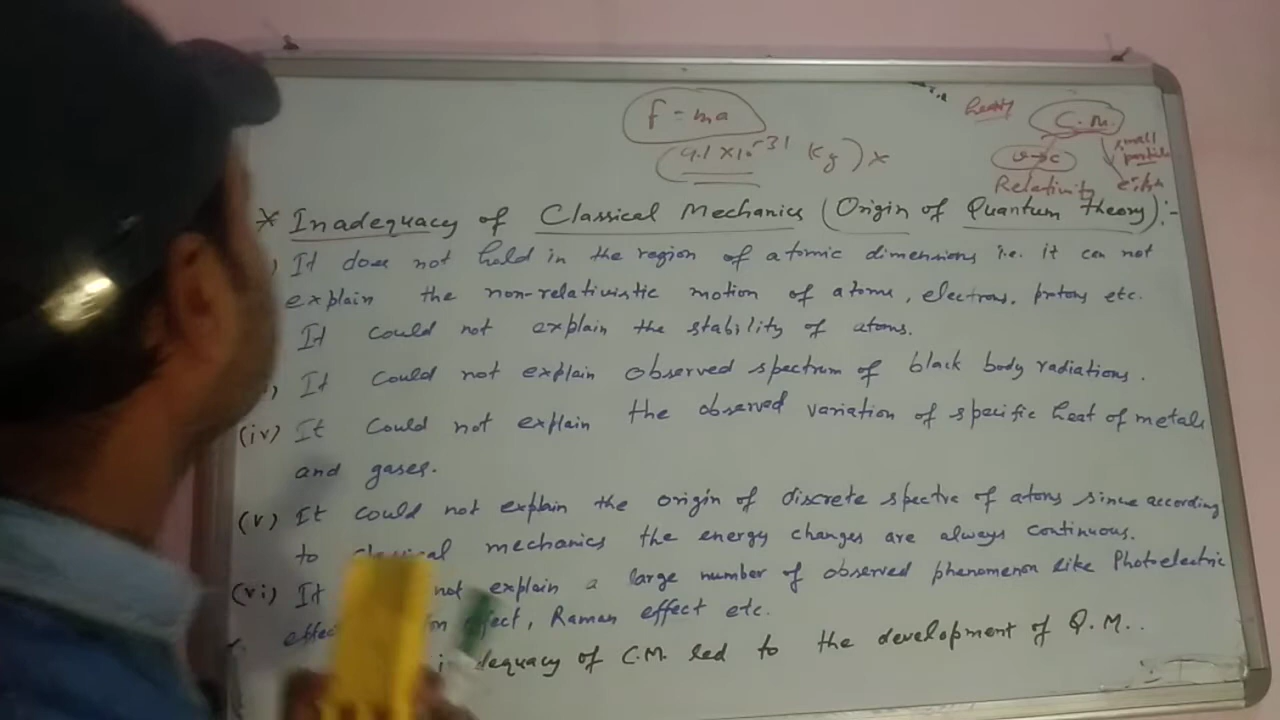 f = ma
(9.1 x 10^-31 Kg) x
heavy
C.M.
small
particle
v→c
Relativity
* Inadequacy of Classical Mechanics (Origin of Quantum Theory):-
) It does not hold in the region of atomic dimensions i.e. it can not
explain the non-relativistic motion of atoms, electrons, protons etc.
It could not explain the stability of atoms.
) It could not explain observed spectrum of black body radiations.
(iv) It could not explain the observed variation of specific heat of metals
and gases.
(v) It could not explain the origin of discrete spectra of atoms since according
to classical mechanics the energy changes are always continuous.
(vi) It not explain a large number of observed phenomenon like Photoelectric
effect, Raman effect etc.
of C.M. led to the development of Q.M..